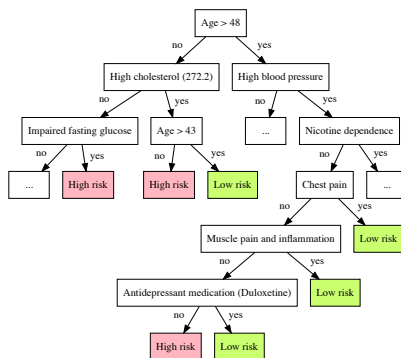 Age > 48
no
yes
High cholesterol (272.2)
High blood pressure
no
yes
no
yes
Impaired fasting glucose
Age > 43
...
Nicotine dependence
no
yes
no
yes
no
yes
...
High risk
High risk
Low risk
Chest pain
...
no
yes
Muscle pain and inflammation
Low risk
no
yes
Antidepressant medication (Duloxetine)
Low risk
no
yes
High risk
Low risk